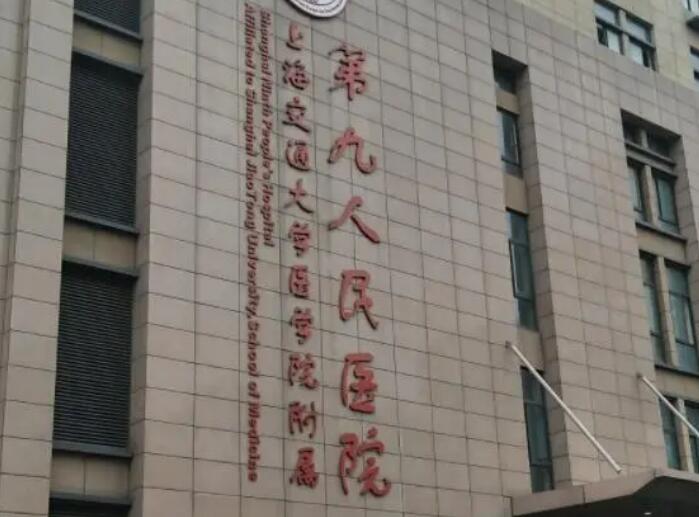 上海交通大学医学院附属
第九人民医院
Shanghai Ninth People's Hospital
Affiliated to Shanghai JiaoTong University School of Medicine